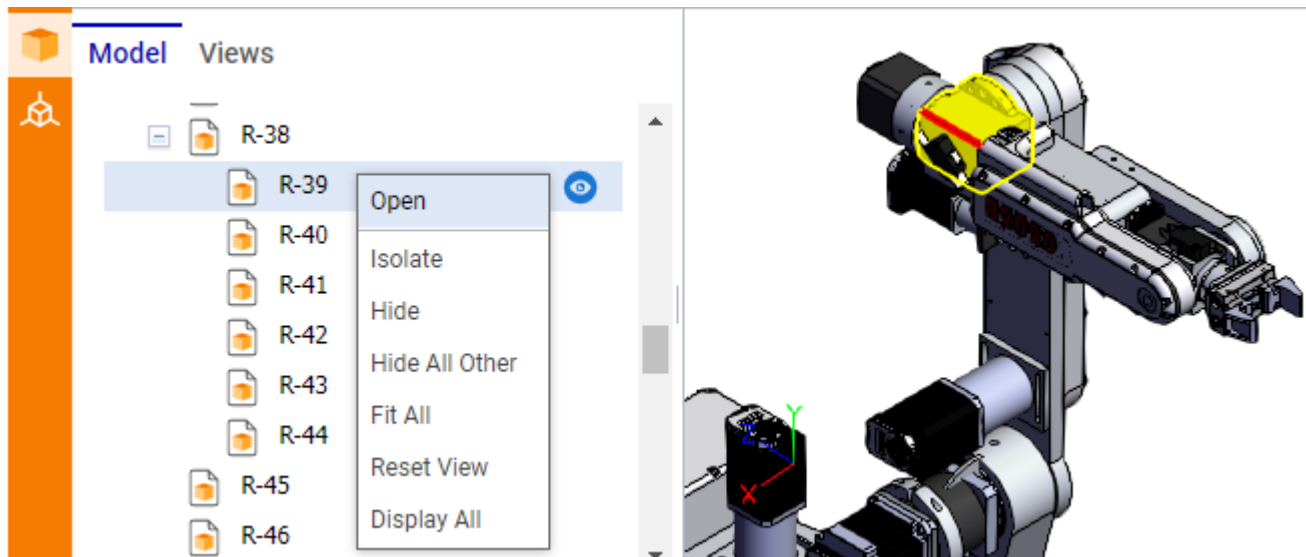 Model Views
R-38
R-39
R-40
R-41
R-42
R-43
R-44
R-45
R-46
Open
Isolate
Hide
Hide All Other
Fit All
Reset View
Display All
Y
Z
X